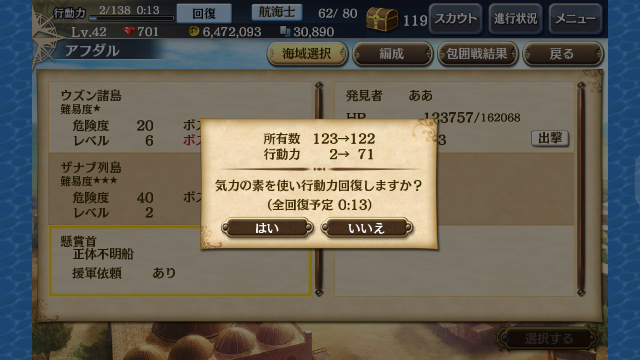 行動力 2/138 0:13 回復 航海士 62/ 80 119 スカウト 進行状況 メニュー
Lv.42 701 6,472,093 30,890
アフダル 海域選択 編成 包囲戦結果 戻る
ウズン諸島
難易度★
危険度 20
レベル 6
ザナブ列島
難易度★★★
危険度 40
レベル 2
懸賞首
正体不明船
援軍依頼 あり
発見者 ああ
HP 123757/162068
出撃
所有数 123→122
行動力 2→ 71
気力の素を使い行動力回復しますか？
(全回復予定 0:13)
はい いいえ
選択する